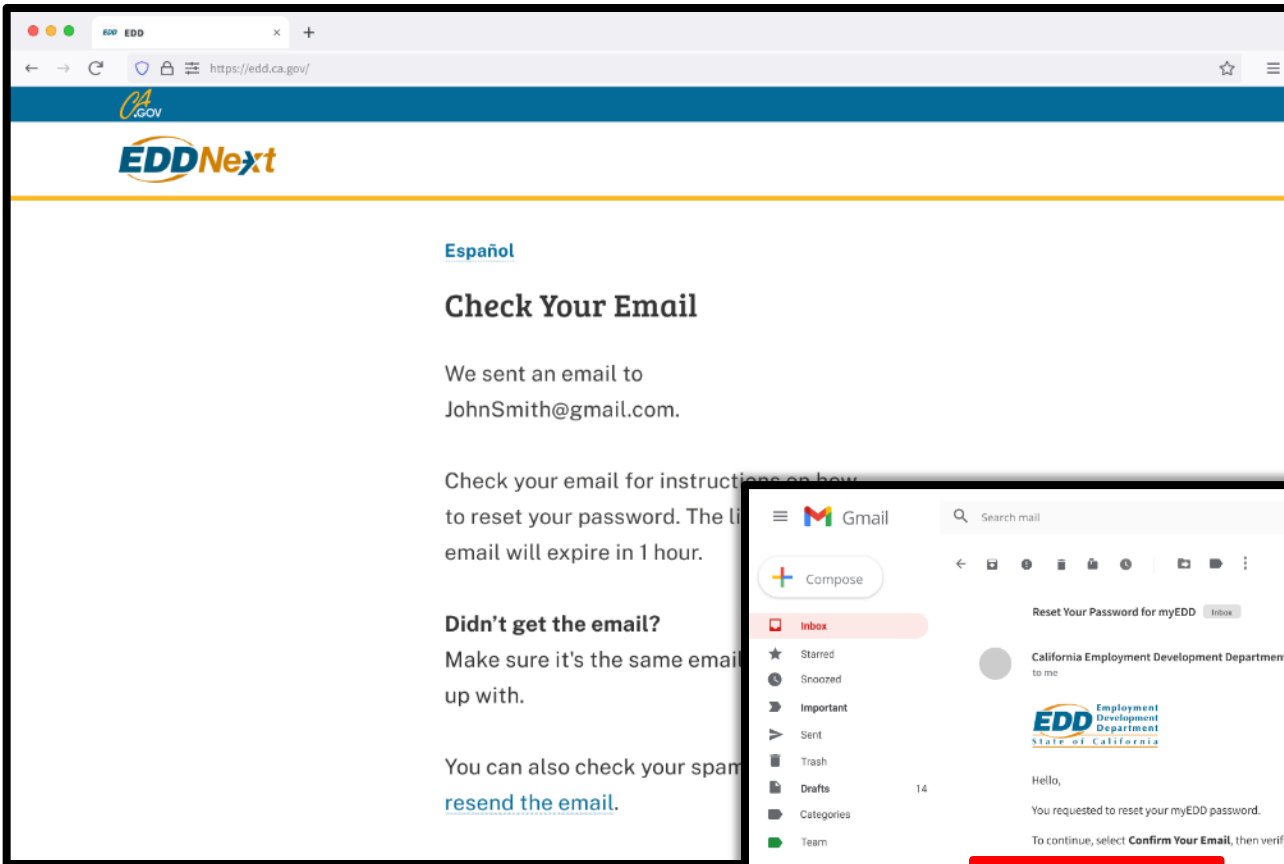 EDD EDD × +
https://edd.ca.gov/
CA
.GOV
EDDNext
Español
Check Your Email
We sent an email to
JohnSmith@gmail.com.
Check your email for instructions on how
to reset your password. The li
email will expire in 1 hour.
Didn't get the email?
Make sure it's the same email
up with.
You can also check your spam
resend the email.
Gmail
Search mail
Compose
Inbox
Starred
Snoozed
Important
Sent
Trash
Drafts 14
Categories
Team
Reset Your Password for myEDD Inbox
California Employment Development Department
to me
EDD Employment
Development
Department
State of California
Hello,
You requested to reset your myEDD password.
To continue, select Confirm Your Email, then verif